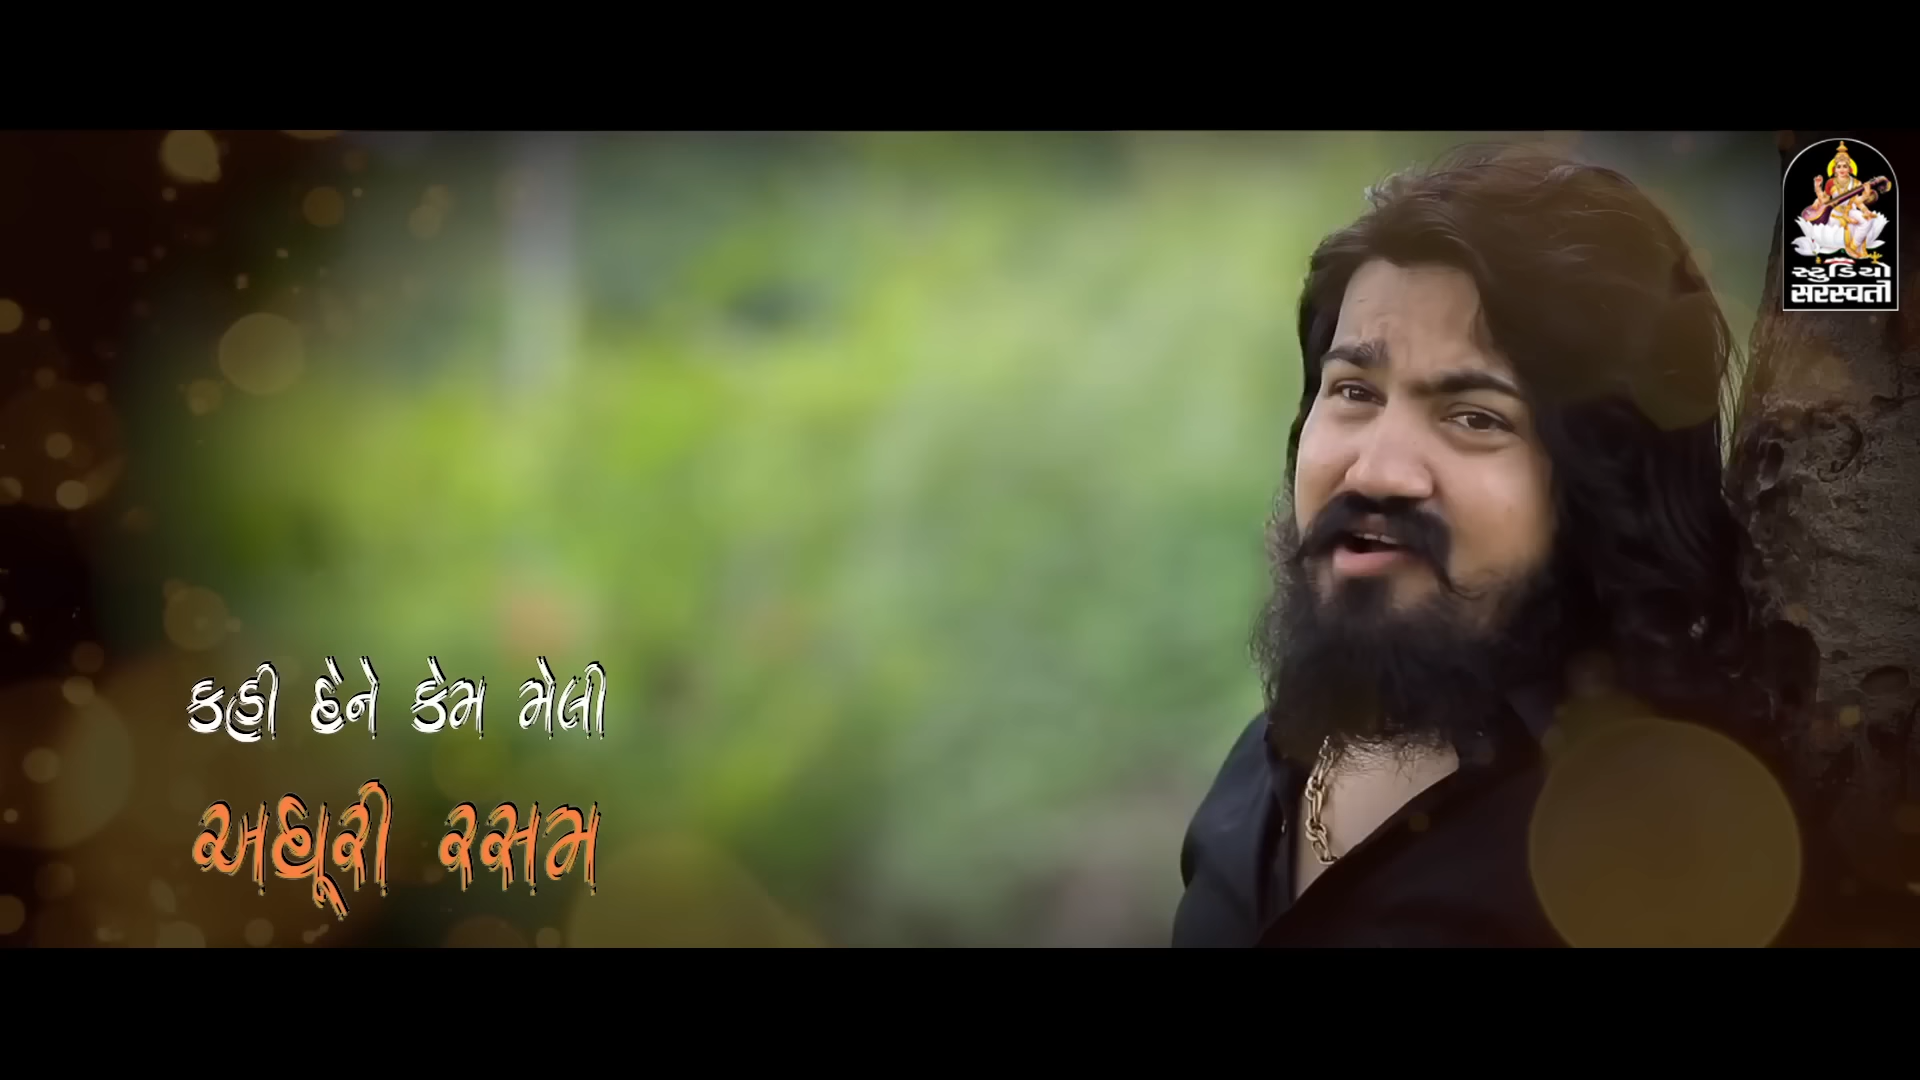 સ્ટુડિયો
સરસ્વતી
કહી દેને કેમ મેલી
અધૂરી રસમ